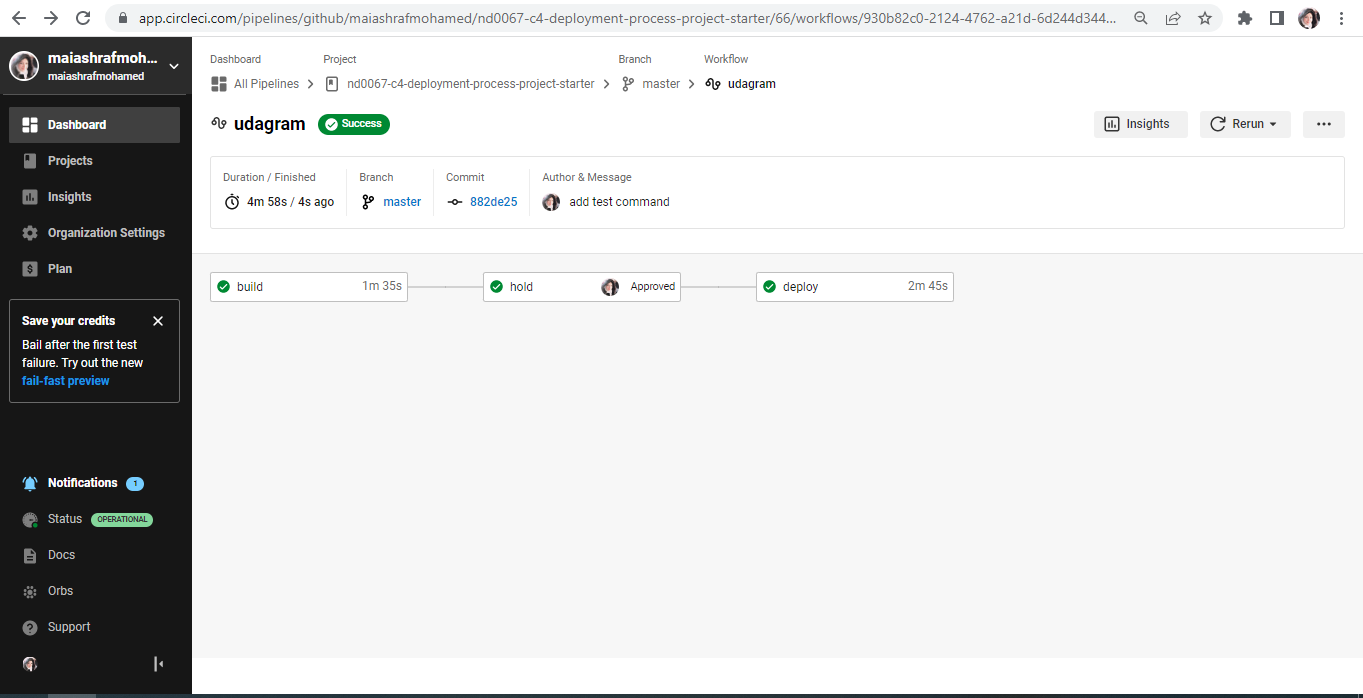 app.circleci.com/pipelines/github/maiashrafmohamed/nd0067-c4-deployment-process-project-starter/66/workflows/930b82c0-2124-4762-a21d-6d244d344...
maiashrafmoh...
maiashrafmohamed
Dashboard
Projects
Insights
Organization Settings
Plan
Save your credits
Bail after the first test
failure. Try out the new
fail-fast preview
Notifications 1
Status OPERATIONAL
Docs
Orbs
Support
Dashboard Project Branch Workflow
All Pipelines nd0067-c4-deployment-process-project-starter master udagram
udagram Success
Insights Rerun
Duration / Finished Branch Commit Author & Message
4m 58s / 4s ago master 882de25 add test command
build 1m 35s hold Approved deploy 2m 45s